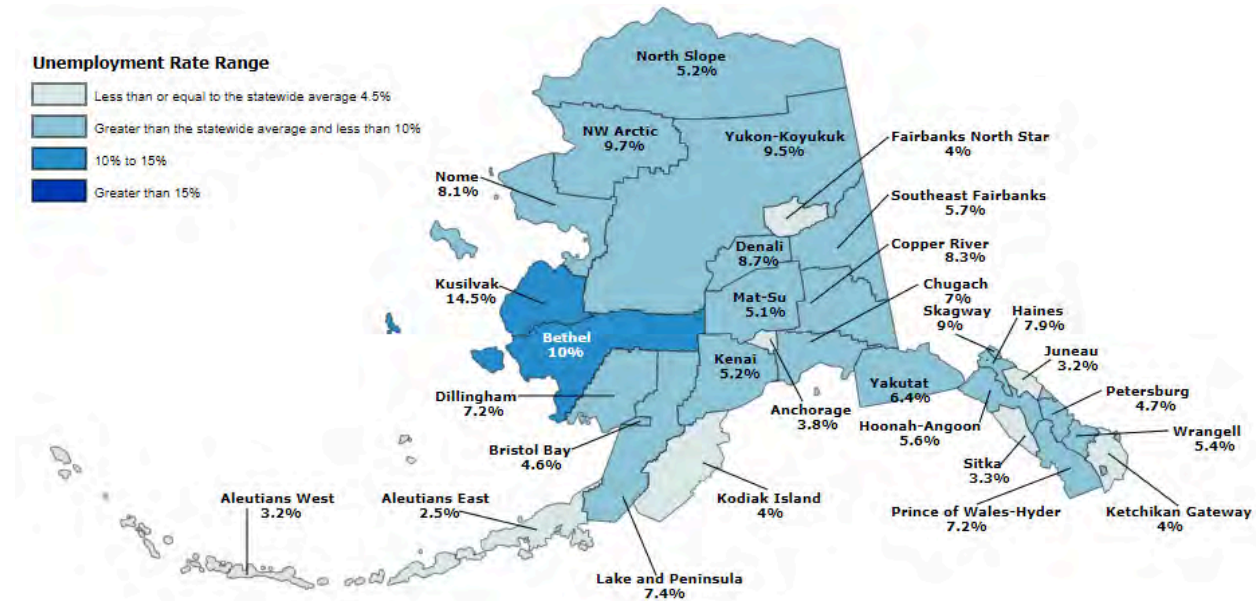 Unemployment Rate Range
Less than or equal to the statewide average 4.5%
Greater than the statewide average and less than 10%
10% to 15%
Greater than 15%
North Slope
5.2%
NW Arctic
9.7%
Yukon-Koyukuk
9.5%
Fairbanks North Star
4%
Nome
8.1%
Southeast Fairbanks
5.7%
Denali
8.7%
Copper River
8.3%
Kusilvak
14.5%
Mat-Su
5.1%
Chugach
7%
Skagway
9%
Haines
7.9%
Bethel
10%
Kenai
5.2%
Juneau
3.2%
Yakutat
6.4%
Petersburg
4.7%
Dillingham
7.2%
Anchorage
3.8%
Hoonah-Angoon
5.6%
Wrangell
5.4%
Bristol Bay
4.6%
Sitka
3.3%
Aleutians West
3.2%
Aleutians East
2.5%
Kodiak Island
4%
Prince of Wales-Hyder
7.2%
Ketchikan Gateway
4%
Lake and Peninsula
7.4%